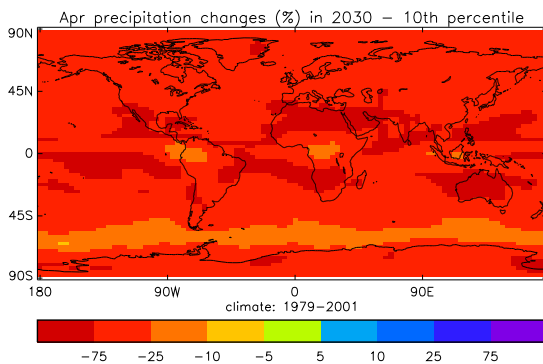 Apr precipitation changes (%) in 2030 – 10th percentile
90N
45N
0
45S
90S
180 90W 0 90E
climate: 1979–2001
−75 −25 −10 −5 5 10 25 75